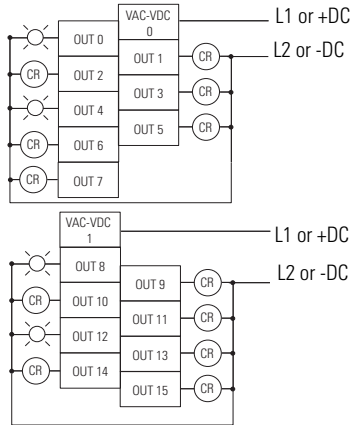 VAC-VDC
0
L1 or +DC
OUT 0
OUT 1
CR
L2 or -DC
CR
OUT 2
OUT 3
CR
OUT 4
OUT 5
CR
CR
OUT 6
CR
OUT 7
VAC-VDC
1
L1 or +DC
OUT 8
OUT 9
CR
L2 or -DC
CR
OUT 10
OUT 11
CR
OUT 12
OUT 13
CR
CR
OUT 14
OUT 15
CR